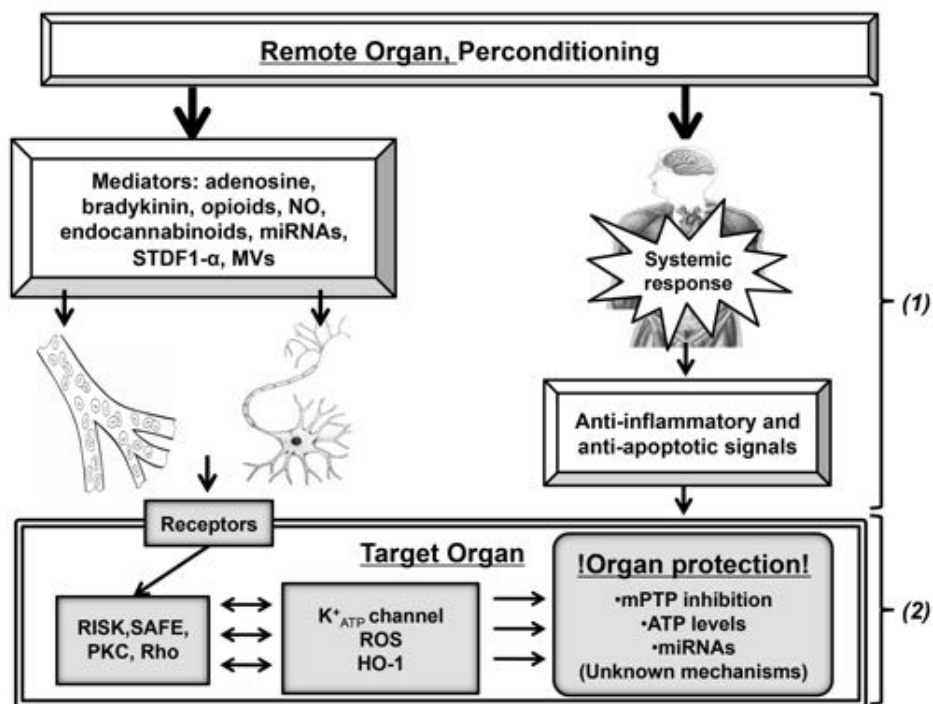 Remote Organ, Perconditioning
Mediators: adenosine,
bradykinin, opioids, NO,
endocannabinoids, miRNAs,
STDF1-α, MVs
Systemic
response
(1)
Anti-inflammatory and
anti-apoptotic signals
Receptors
Target Organ
!Organ protection!
•mPTP inhibition
•ATP levels
•miRNAs
(Unknown mechanisms)
RISK,SAFE,
PKC, Rho
K⁺ATP channel
ROS
HO-1
(2)